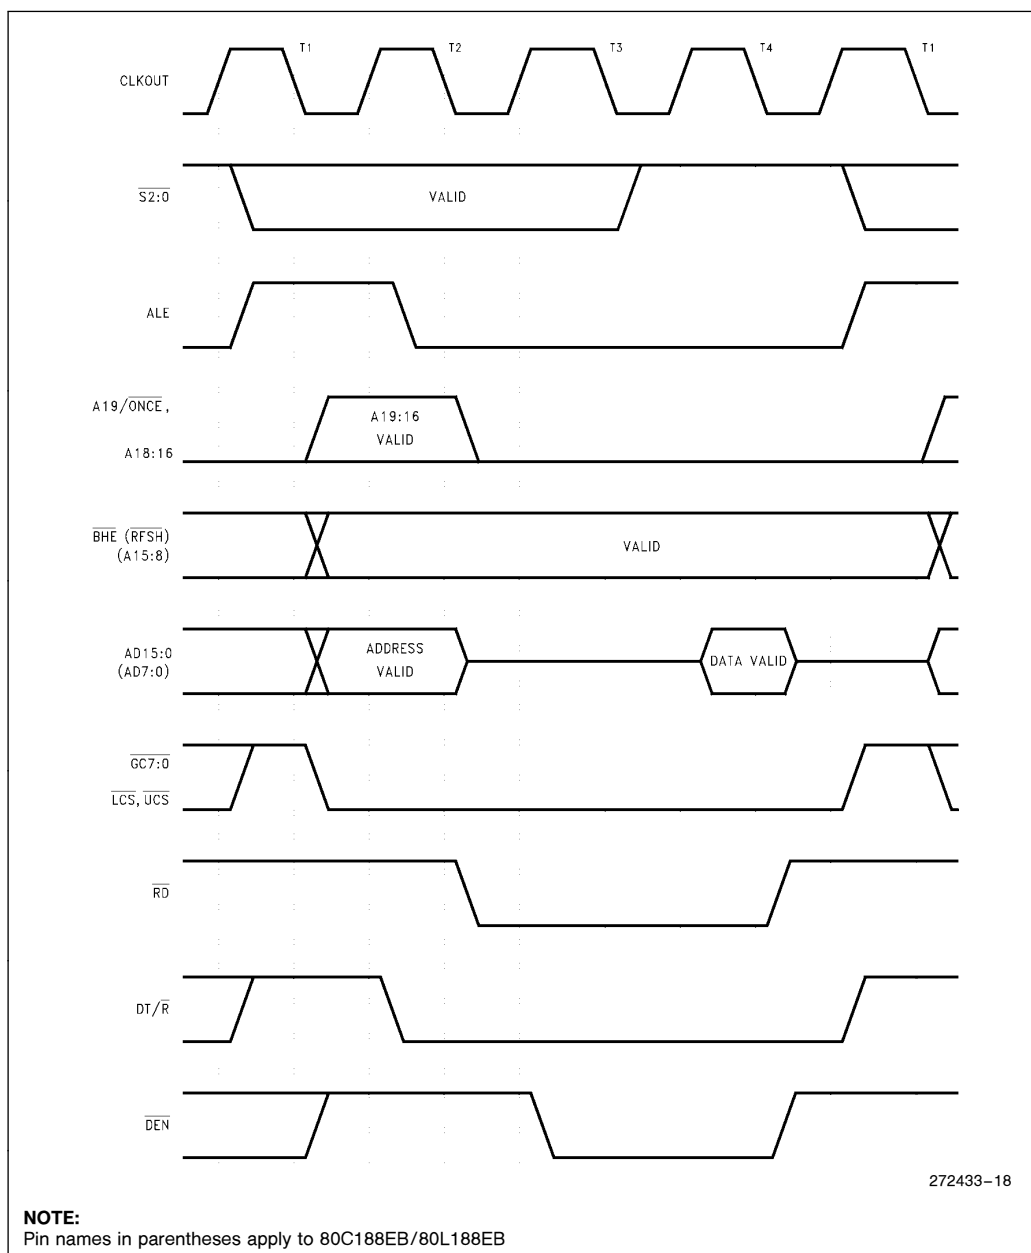 T1 T2 T3 T4 T1
CLKOUT
S2:0
VALID
ALE
A19/ONCE,
A18:16
A19:16
VALID
BHE (RFSH)
(A15:8)
VALID
AD15:0
(AD7:0)
ADDRESS
VALID
DATA VALID
GC7:0
LCS, UCS
RD
DT/R
DEN
272433–18
NOTE:
Pin names in parentheses apply to 80C188EB/80L188EB